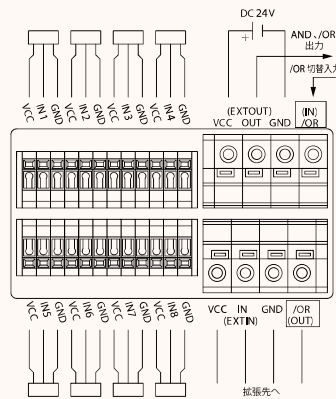 DC 24V
+
AND、/OR
出力
/OR 切替入力
VCC IN1 GND VCC IN2 GND VCC IN3 GND VCC IN4 GND
(EXTOUT)
VCC OUT GND
(IN)
/OR
VCC IN5 GND VCC IN6 GND VCC IN7 GND VCC IN8 GND
VCC IN GND
(EXTIN)
/OR
(OUT)
拡張先へ